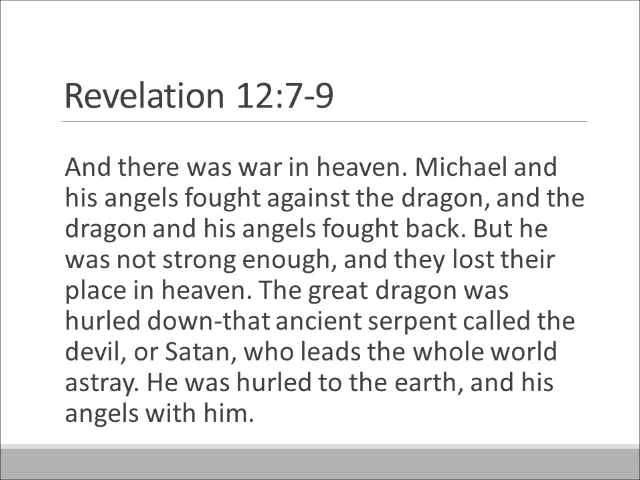 Revelation 12:7-9
And there was war in heaven. Michael and
his angels fought against the dragon, and the
dragon and his angels fought back. But he
was not strong enough, and they lost their
place in heaven. The great dragon was
hurled down-that ancient serpent called the
devil, or Satan, who leads the whole world
astray. He was hurled to the earth, and his
angels with him.